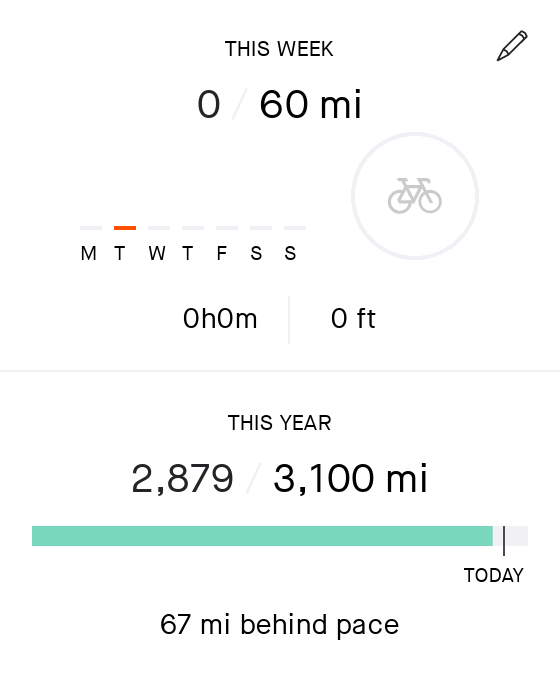 THIS WEEK
0 / 60 mi
M T W T F S S
0h0m 0 ft
THIS YEAR
2,879 / 3,100 mi
TODAY
67 mi behind pace